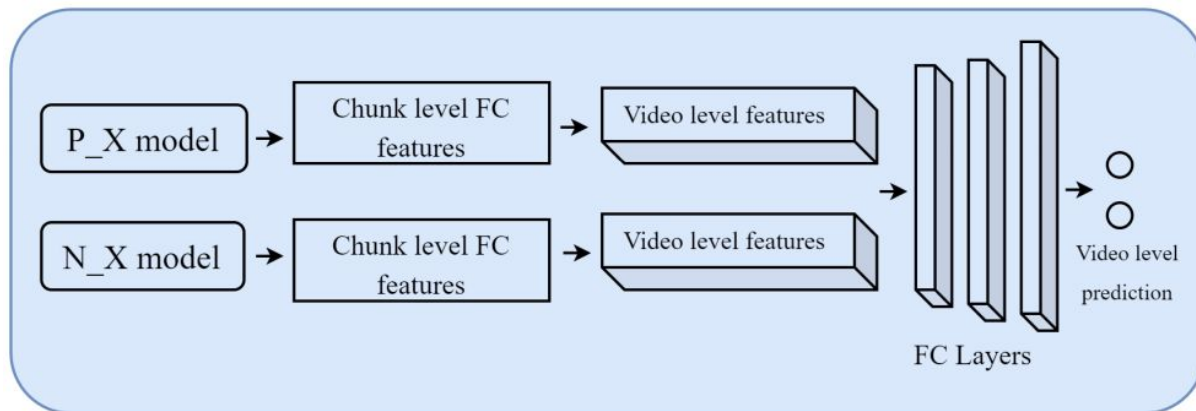 P_X model
Chunk level FC
features
Video level features
N_X model
Chunk level FC
features
Video level features
FC Layers
Video level
prediction